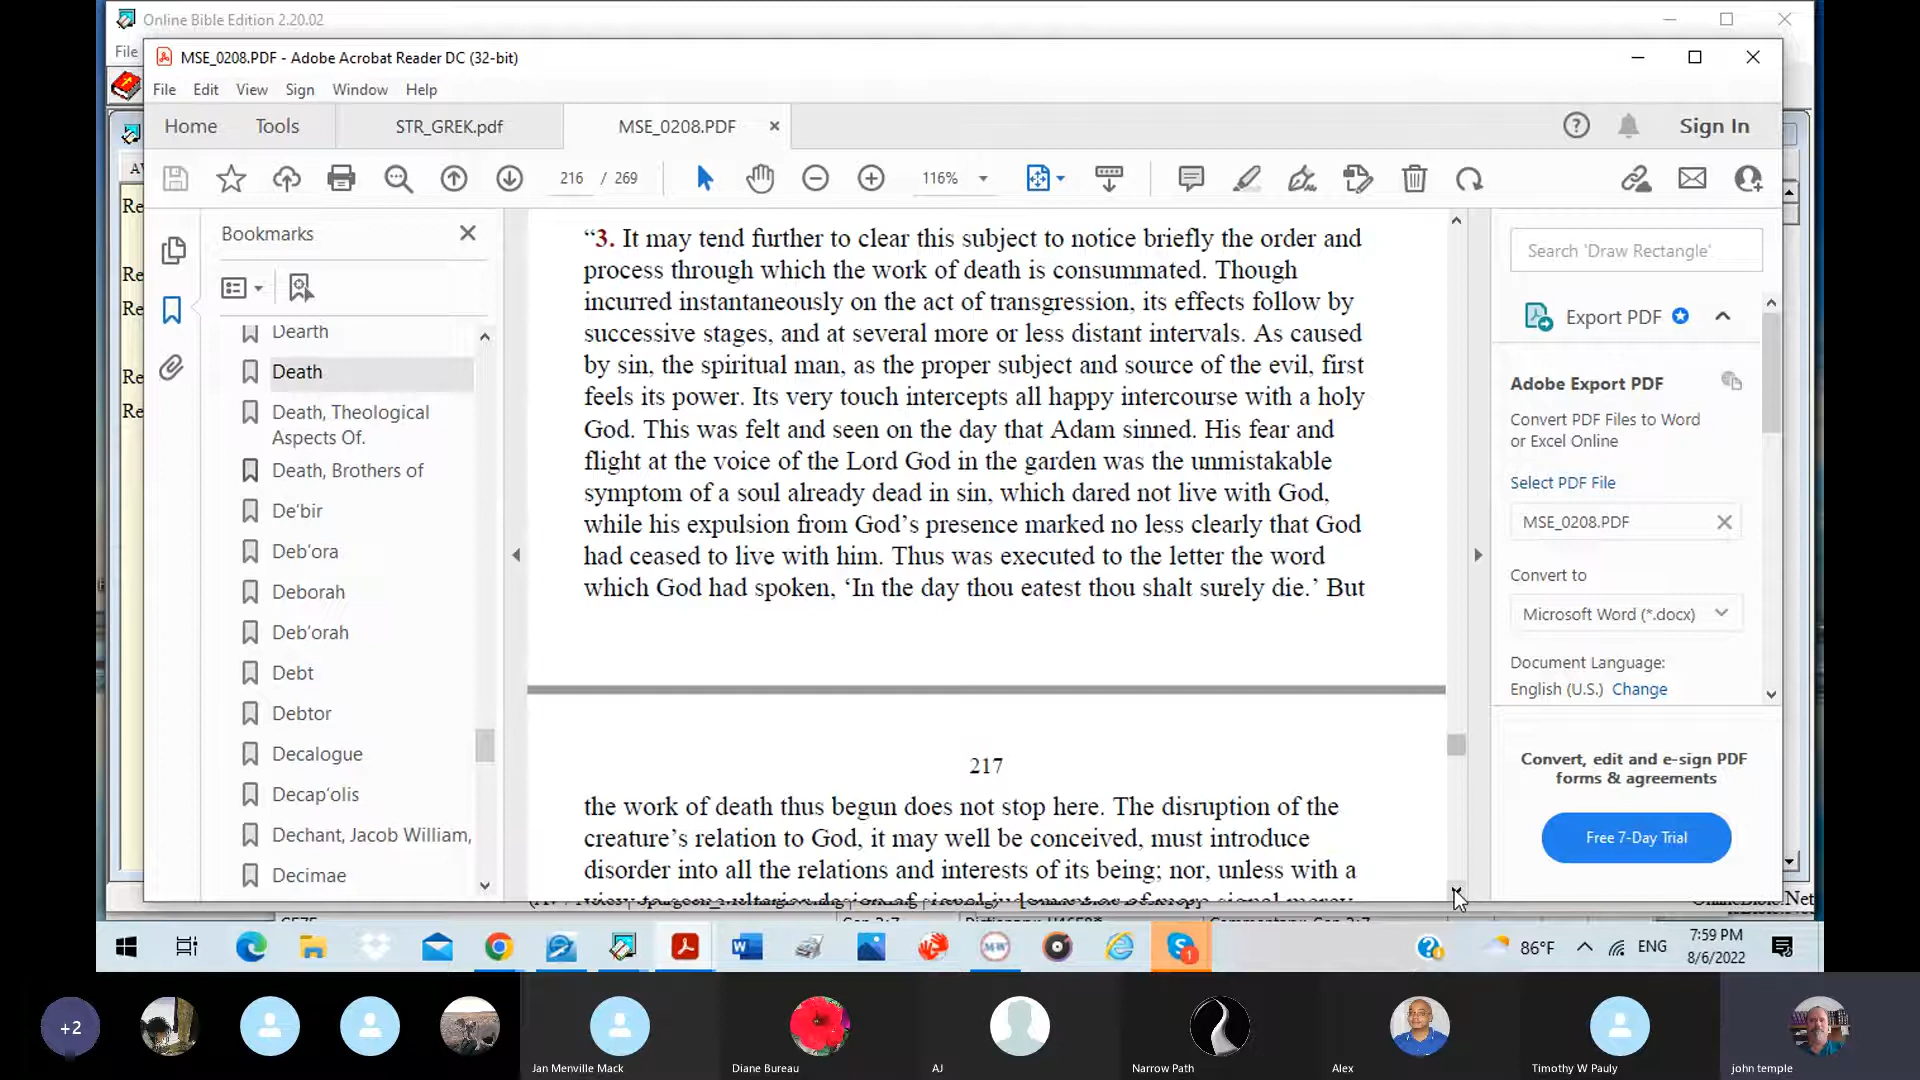 Online Bible Edition 2.20.02
File
MSE_0208.PDF - Adobe Acrobat Reader DC (32-bit)
File Edit View Sign Window Help
Home Tools STR_GREK.pdf MSE_0208.PDF Sign In
216 / 269 116%
Bookmarks
Dearth
Death
Death, Theological
Aspects Of.
Death, Brothers of
De'bir
Deb'ora
Deborah
Deb'orah
Debt
Debtor
Decalogue
Decap'olis
Dechant, Jacob William,
Decimae
“3. It may tend further to clear this subject to notice briefly the order and
process through which the work of death is consummated. Though
incurred instantaneously on the act of transgression, its effects follow by
successive stages, and at several more or less distant intervals. As caused
by sin, the spiritual man, as the proper subject and source of the evil, first
feels its power. Its very touch intercepts all happy intercourse with a holy
God. This was felt and seen on the day that Adam sinned. His fear and
flight at the voice of the Lord God in the garden was the unmistakable
symptom of a soul already dead in sin, which dared not live with God,
while his expulsion from God’s presence marked no less clearly that God
had ceased to live with him. Thus was executed to the letter the word
which God had spoken, ‘In the day thou eatest thou shalt surely die.’ But
217
the work of death thus begun does not stop here. The disruption of the
creature’s relation to God, it may well be conceived, must introduce
disorder into all the relations and interests of its being; nor, unless with a
Search 'Draw Rectangle'
Export PDF
Adobe Export PDF
Convert PDF Files to Word
or Excel Online
Select PDF File
MSE_0208.PDF
Convert to
Microsoft Word (*.docx)
Document Language:
English (U.S.) Change
Convert, edit and e-sign PDF
forms & agreements
Free 7-Day Trial
Re
Re
Re
Re
Re
86°F ENG 7:59 PM
8/6/2022
+2
Jan Menville Mack
Diane Bureau
AJ
Narrow Path
Alex
Timothy W Pauly
john temple